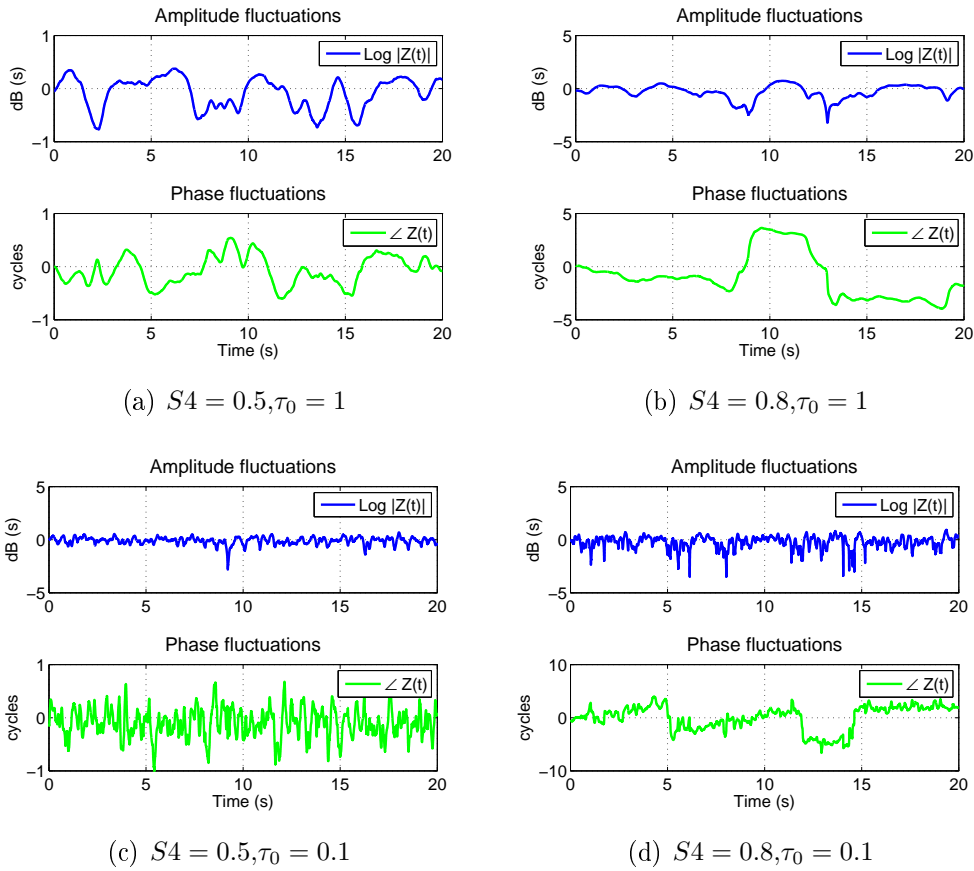 Amplitude fluctuations
1
0
−1
dB (s)
Log |Z(t)|
0 5 10 15 20
Phase fluctuations
1
0
−1
cycles
∠ Z(t)
0 5 10 15 20
Time (s)
(a) S4 = 0.5,τ₀ = 1
Amplitude fluctuations
5
0
−5
dB (s)
Log |Z(t)|
0 5 10 15 20
Phase fluctuations
5
0
−5
cycles
∠ Z(t)
0 5 10 15 20
Time (s)
(b) S4 = 0.8,τ₀ = 1
Amplitude fluctuations
5
0
−5
dB (s)
Log |Z(t)|
0 5 10 15 20
Phase fluctuations
1
0
−1
cycles
∠ Z(t)
0 5 10 15 20
Time (s)
(c) S4 = 0.5,τ₀ = 0.1
Amplitude fluctuations
5
0
−5
dB (s)
Log |Z(t)|
0 5 10 15 20
Phase fluctuations
10
0
−10
cycles
∠ Z(t)
0 5 10 15 20
Time (s)
(d) S4 = 0.8,τ₀ = 0.1